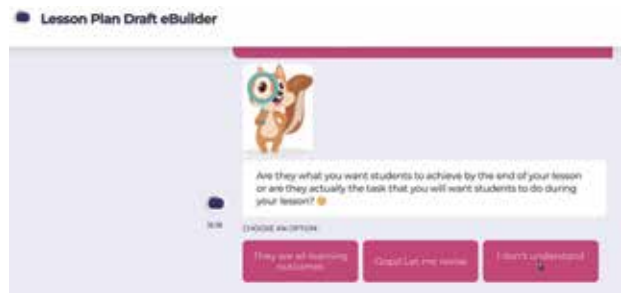 Lesson Plan Draft eBuilder
Are they what you want students to achieve by the end of your lesson
or are they actually the task that you will want students to do during
your lesson?
CHOOSE AN OPTION
They are all learning
outcomes
Oops! Let me revise
I don't understand